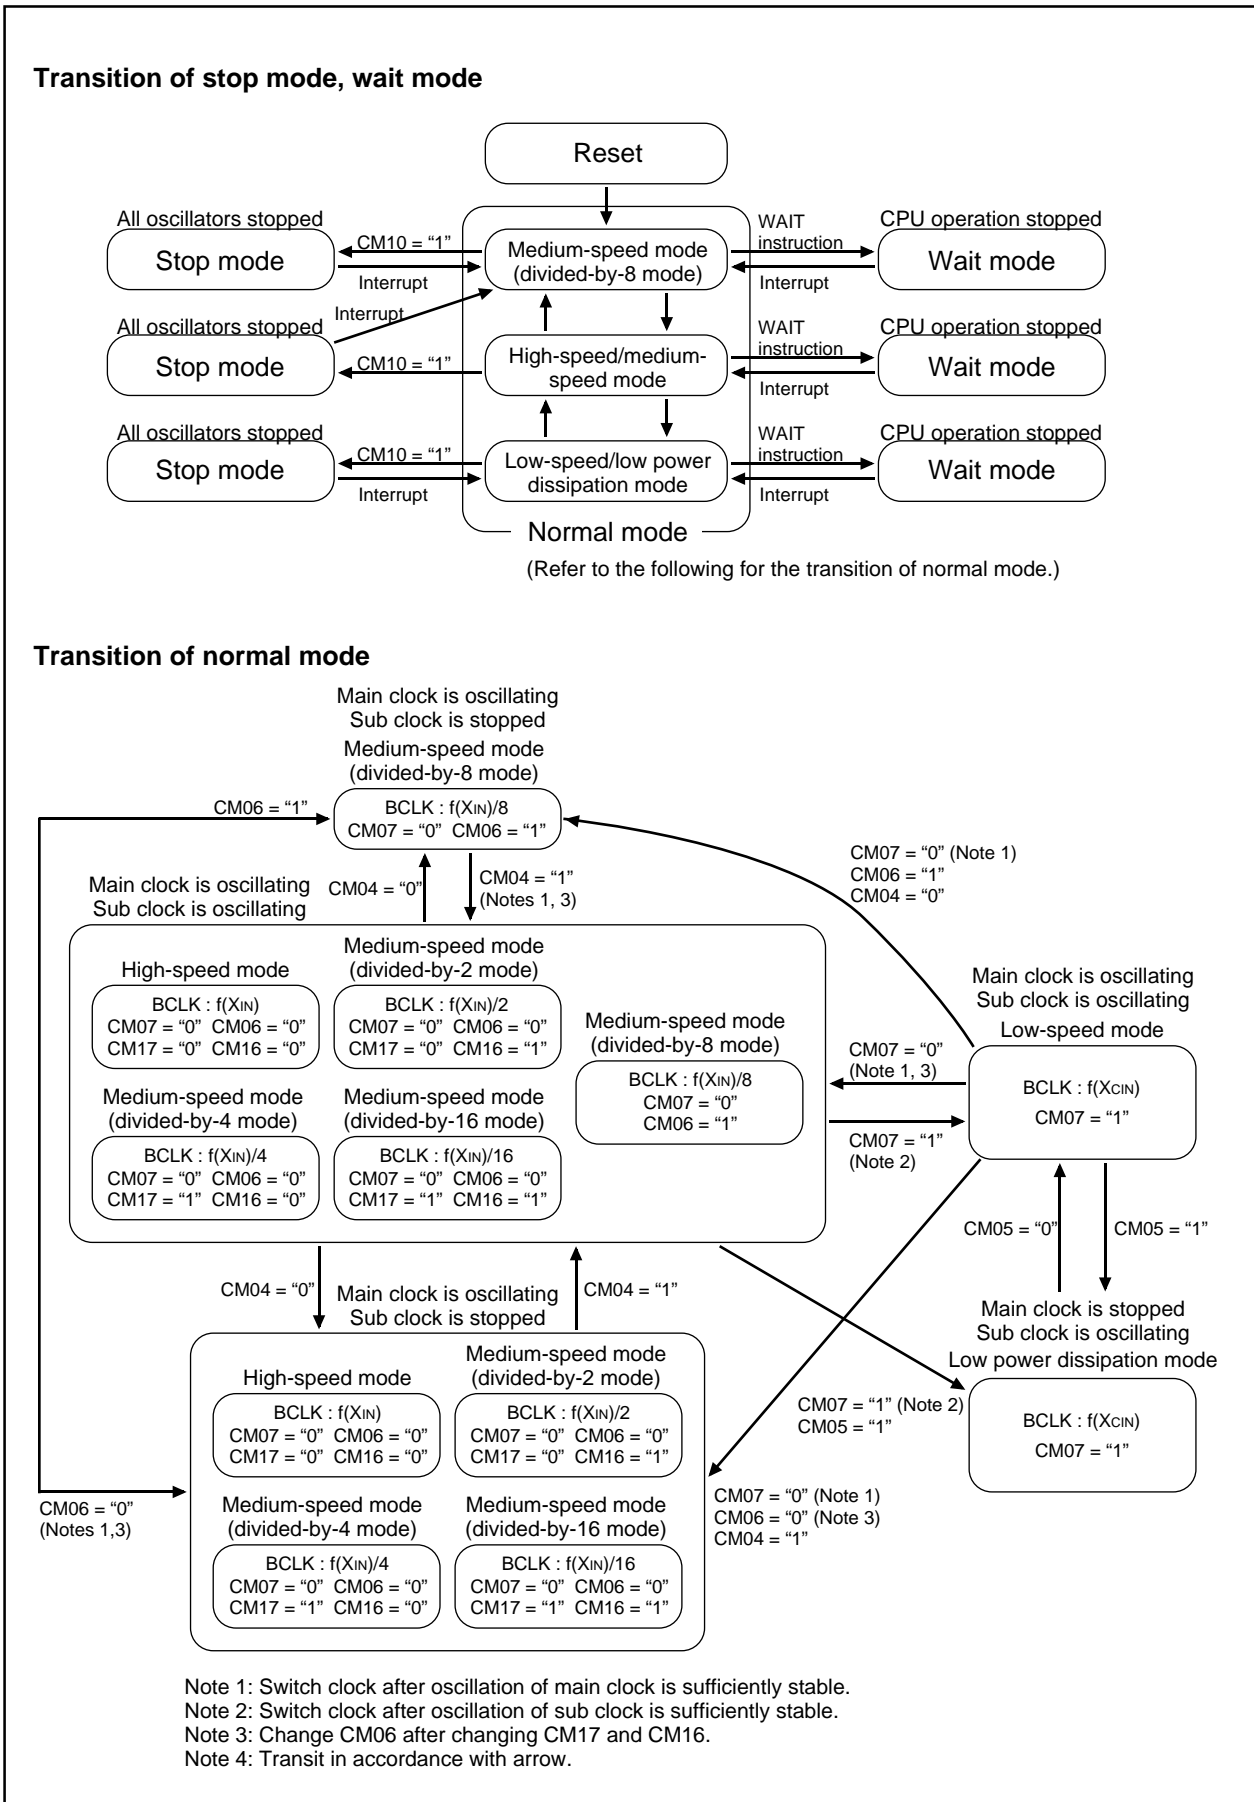 Transition of stop mode, wait mode
Reset
All oscillators stopped
Stop mode
CM10 = “1”
Interrupt
Medium-speed mode
(divided-by-8 mode)
WAIT
instruction
Interrupt
CPU operation stopped
Wait mode
Interrupt
All oscillators stopped
Stop mode
CM10 = “1”
High-speed/medium-
speed mode
WAIT
instruction
Interrupt
CPU operation stopped
Wait mode
All oscillators stopped
Stop mode
CM10 = “1”
Interrupt
Low-speed/low power
dissipation mode
WAIT
instruction
Interrupt
CPU operation stopped
Wait mode
Normal mode
(Refer to the following for the transition of normal mode.)
Transition of normal mode
Main clock is oscillating
Sub clock is stopped
Medium-speed mode
(divided-by-8 mode)
BCLK : f(XIN)/8
CM07 = “0” CM06 = “1”
CM06 = “1”
CM07 = “0” (Note 1)
CM06 = “1”
CM04 = “0”
CM04 = “0”
CM04 = “1”
(Notes 1, 3)
Main clock is oscillating
Sub clock is oscillating
High-speed mode
BCLK : f(XIN)
CM07 = “0” CM06 = “0”
CM17 = “0” CM16 = “0”
Medium-speed mode
(divided-by-2 mode)
BCLK : f(XIN)/2
CM07 = “0” CM06 = “0”
CM17 = “0” CM16 = “1”
Medium-speed mode
(divided-by-8 mode)
BCLK : f(XIN)/8
CM07 = “0”
CM06 = “1”
Medium-speed mode
(divided-by-4 mode)
BCLK : f(XIN)/4
CM07 = “0” CM06 = “0”
CM17 = “1” CM16 = “0”
Medium-speed mode
(divided-by-16 mode)
BCLK : f(XIN)/16
CM07 = “0” CM06 = “0”
CM17 = “1” CM16 = “1”
CM07 = “0”
(Note 1, 3)
CM07 = “1”
(Note 2)
Main clock is oscillating
Sub clock is oscillating
Low-speed mode
BCLK : f(XCIN)
CM07 = “1”
CM05 = “0”
CM05 = “1”
Main clock is stopped
Sub clock is oscillating
Low power dissipation mode
BCLK : f(XCIN)
CM07 = “1”
CM07 = “1” (Note 2)
CM05 = “1”
CM04 = “0”
CM04 = “1”
Main clock is oscillating
Sub clock is stopped
High-speed mode
BCLK : f(XIN)
CM07 = “0” CM06 = “0”
CM17 = “0” CM16 = “0”
Medium-speed mode
(divided-by-2 mode)
BCLK : f(XIN)/2
CM07 = “0” CM06 = “0”
CM17 = “0” CM16 = “1”
Medium-speed mode
(divided-by-4 mode)
BCLK : f(XIN)/4
CM07 = “0” CM06 = “0”
CM17 = “1” CM16 = “0”
Medium-speed mode
(divided-by-16 mode)
BCLK : f(XIN)/16
CM07 = “0” CM06 = “0”
CM17 = “1” CM16 = “1”
CM06 = “0”
(Notes 1,3)
CM07 = “0” (Note 1)
CM06 = “0” (Note 3)
CM04 = “1”
Note 1: Switch clock after oscillation of main clock is sufficiently stable.
Note 2: Switch clock after oscillation of sub clock is sufficiently stable.
Note 3: Change CM06 after changing CM17 and CM16.
Note 4: Transit in accordance with arrow.